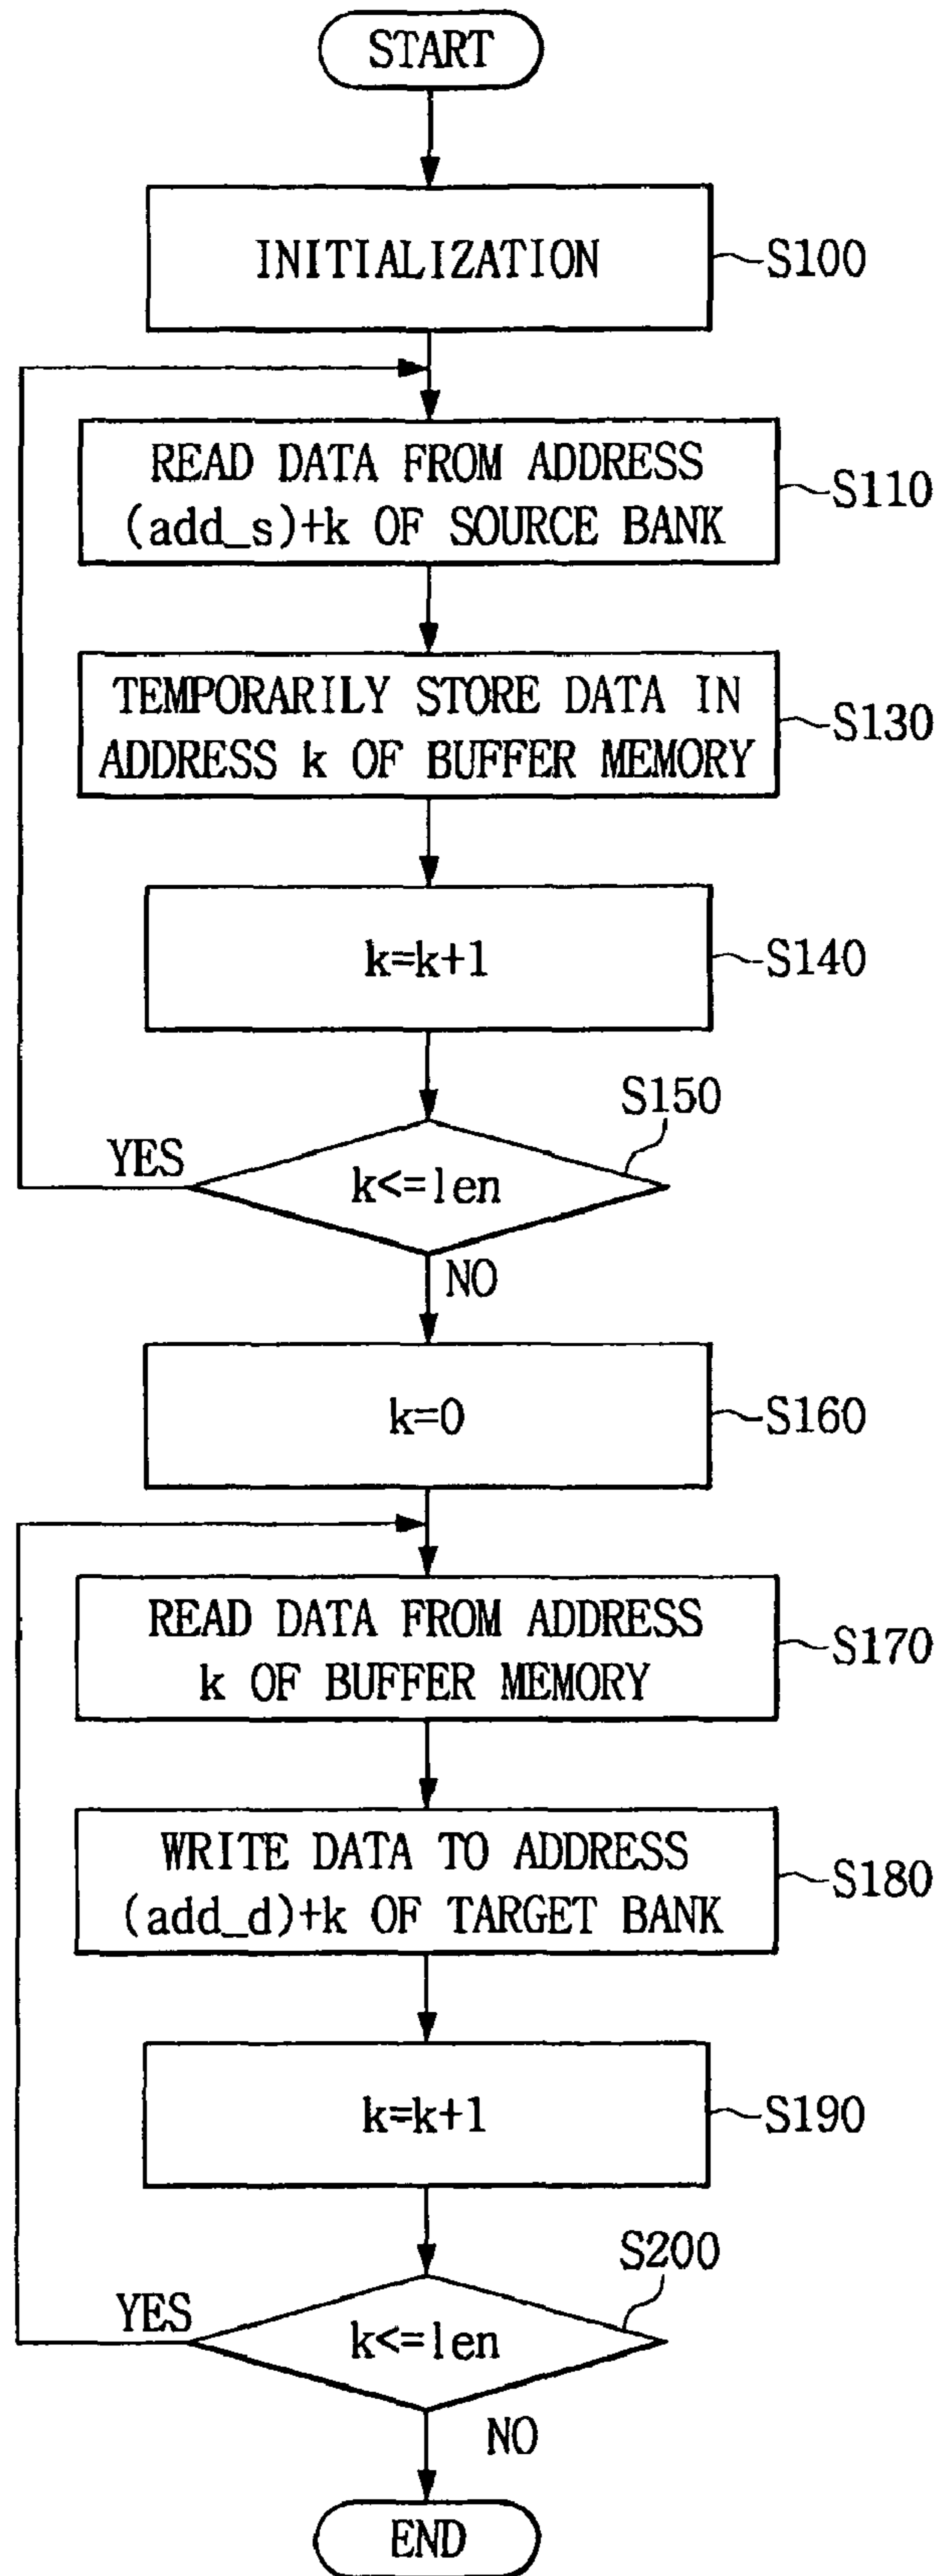 START
INITIALIZATION
S100
READ DATA FROM ADDRESS
(add_s)+k OF SOURCE BANK
S110
TEMPORARILY STORE DATA IN
ADDRESS k OF BUFFER MEMORY
S130
k=k+1
S140
S150
YES
k<=len
NO
k=0
S160
READ DATA FROM ADDRESS
k OF BUFFER MEMORY
S170
WRITE DATA TO ADDRESS
(add_d)+k OF TARGET BANK
S180
k=k+1
S190
S200
YES
k<=len
NO
END